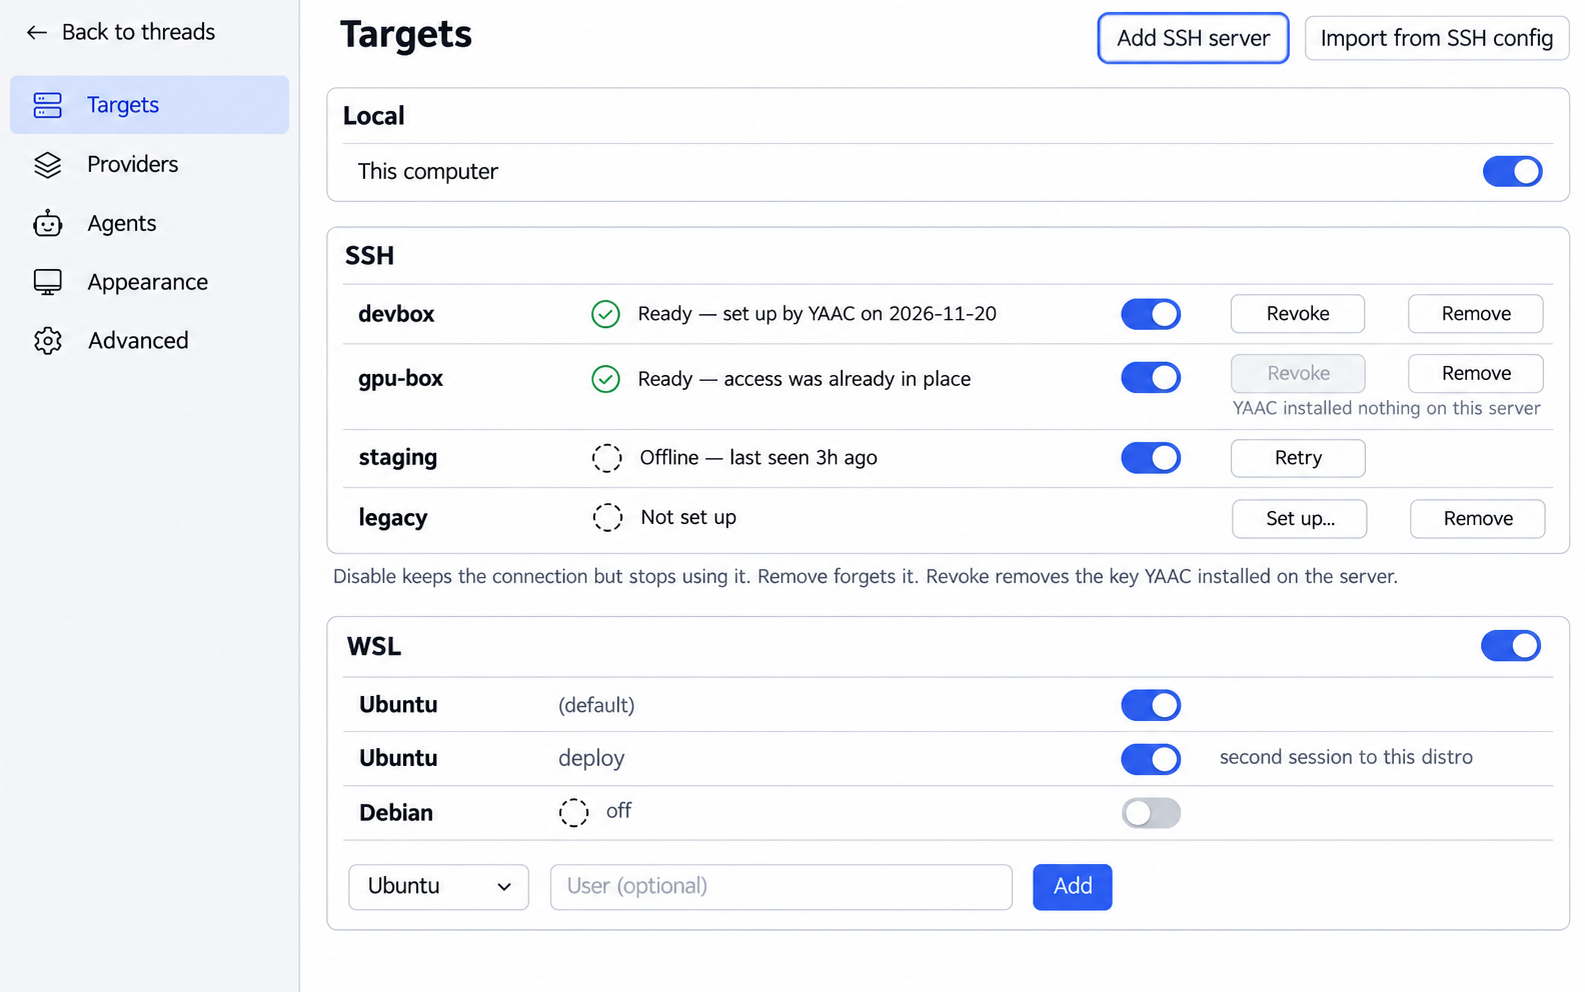 Back to threads
Targets
Providers
Agents
Appearance
Advanced
Targets
Add SSH server
Import from SSH config
Local
This computer
SSH
devbox Ready — set up by YAAC on 2026-11-20 Revoke Remove
gpu-box Ready — access was already in place Revoke Remove
YAAC installed nothing on this server
staging Offline — last seen 3h ago Retry
legacy Not set up Set up... Remove
Disable keeps the connection but stops using it. Remove forgets it. Revoke removes the key YAAC installed on the server.
WSL
Ubuntu (default)
Ubuntu deploy second session to this distro
Debian off
Ubuntu User (optional) Add